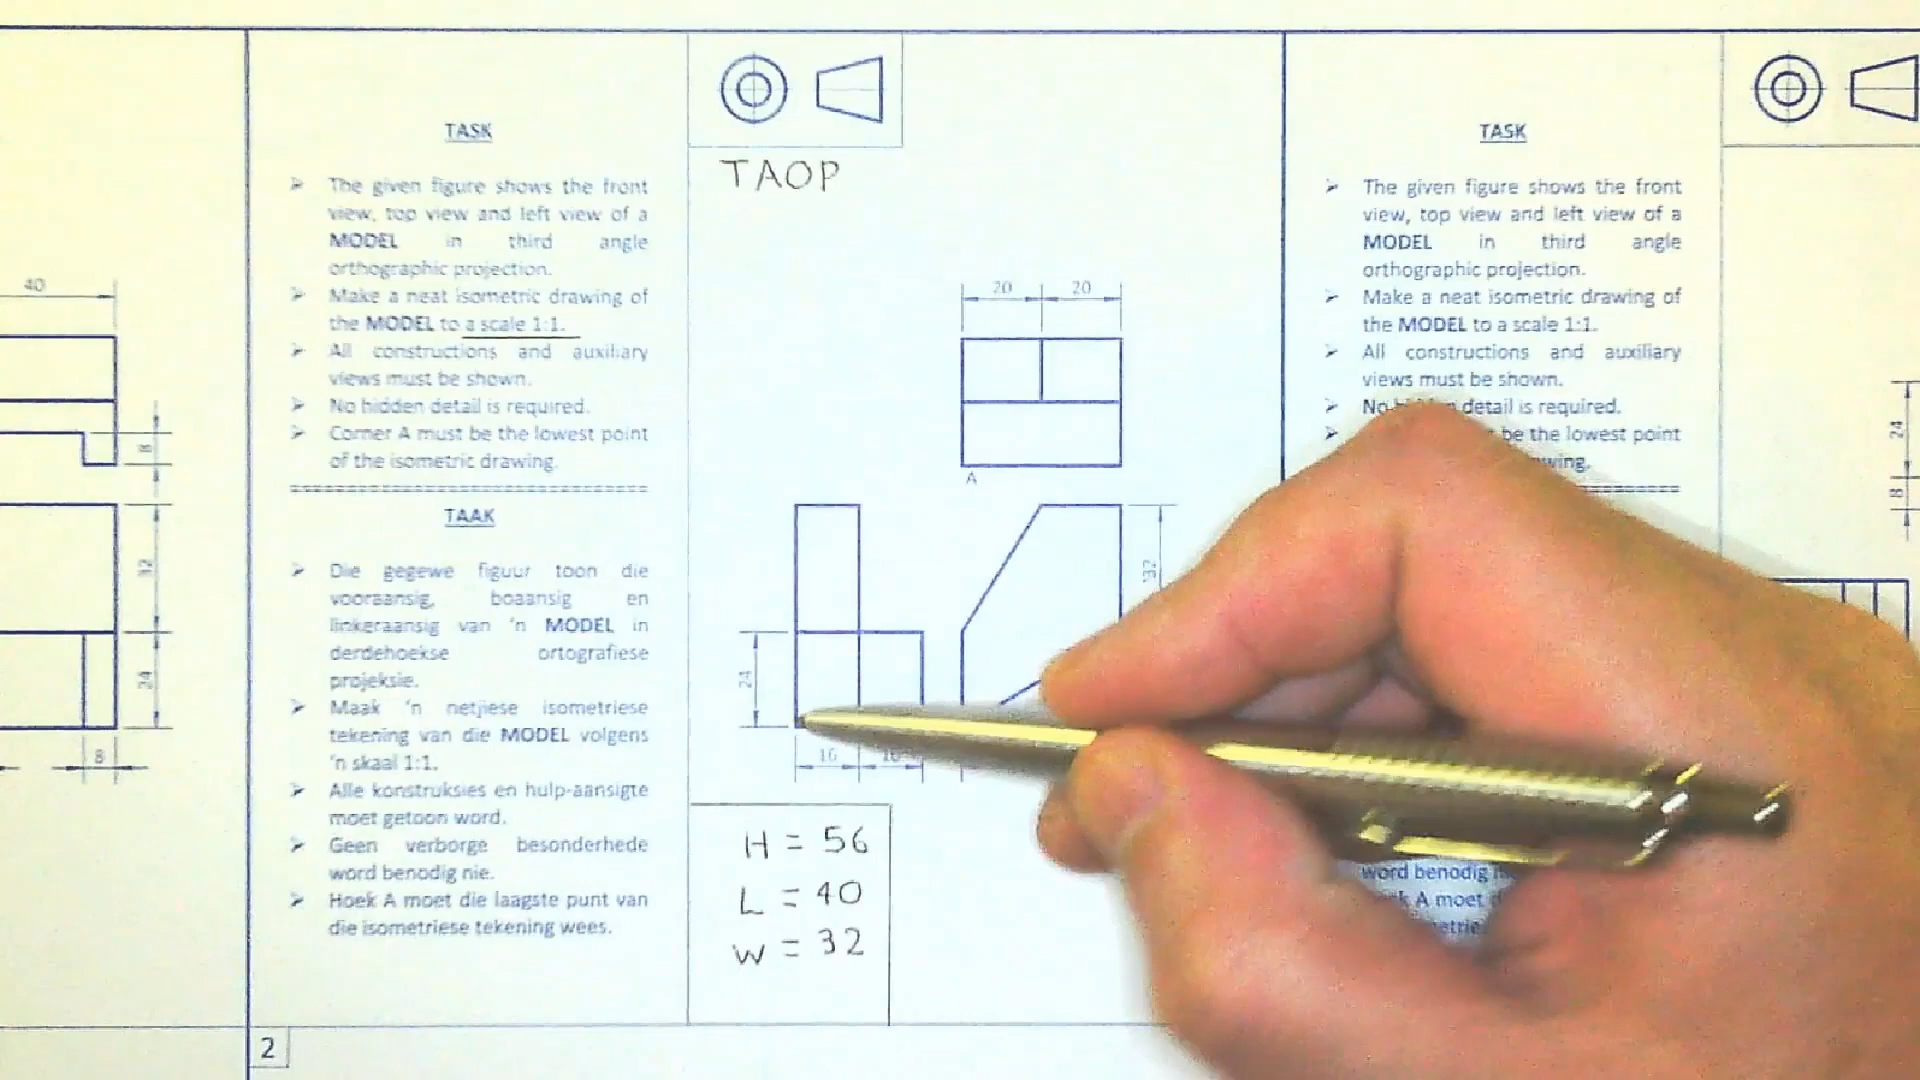 40
8
32
24
8
TASK
➢ The given figure shows the front
view, top view and left view of a
MODEL in third angle
orthographic projection.
➢ Make a neat isometric drawing of
the MODEL to a scale 1:1.
➢ All constructions and auxiliary
views must be shown.
➢ No hidden detail is required.
➢ Corner A must be the lowest point
of the isometric drawing.
TAAK
➢ Die gegewe figuur toon die
vooraansig, boaansig en
linkeraansig van 'n MODEL in
derdehoekse ortografiese
projeksie.
➢ Maak 'n netjiese isometriese
tekening van die MODEL volgens
'n skaal 1:1.
➢ Alle konstruksies en hulp-aansigte
moet getoon word.
➢ Geen verborge besonderhede
word benodig nie.
➢ Hoek A moet die laagste punt van
die isometriese tekening wees.
2
TAOP
20 20
A
32
24
16 16
H = 56
L = 40
W = 32
TASK
➢ The given figure shows the front
view, top view and left view of a
MODEL in third angle
orthographic projection.
➢ Make a neat isometric drawing of
the MODEL to a scale 1:1.
➢ All constructions and auxiliary
views must be shown.
➢ No detail is required.
➢ be the lowest point
word benodig
A moet
24
8